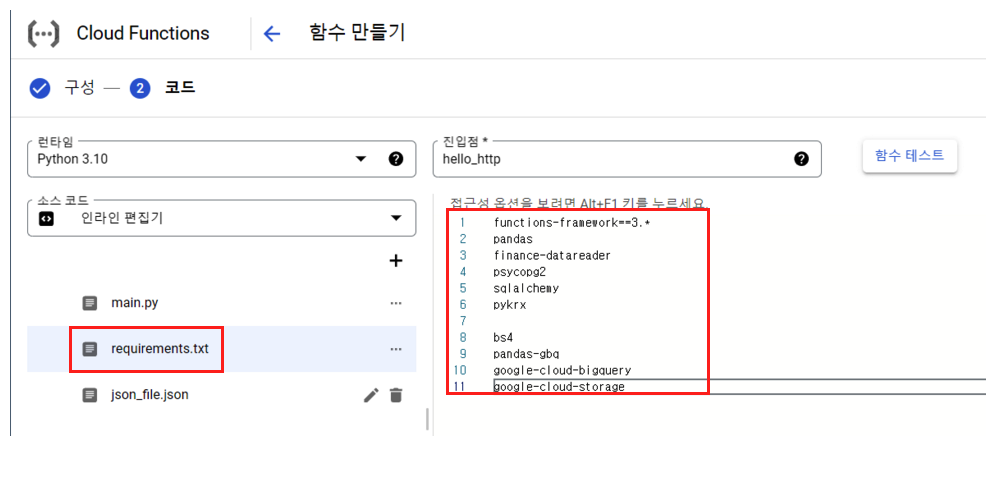 Cloud Functions
함수 만들기
구성
2 코드
런타임
Python 3.10
진입점 *
hello_http
함수 테스트
소스 코드
인라인 편집기
main.py
requirements.txt
json_file.json
접근성 옵션을 보려면 Alt+F1 키를 누르세요.
1 functions-framework==3.*
2 pandas
3 finance-datareader
4 psycopg2
5 sqlalchemy
6 pykrx
7
8 bs4
9 pandas-gbq
10 google-cloud-bigquery
11 google-cloud-storage